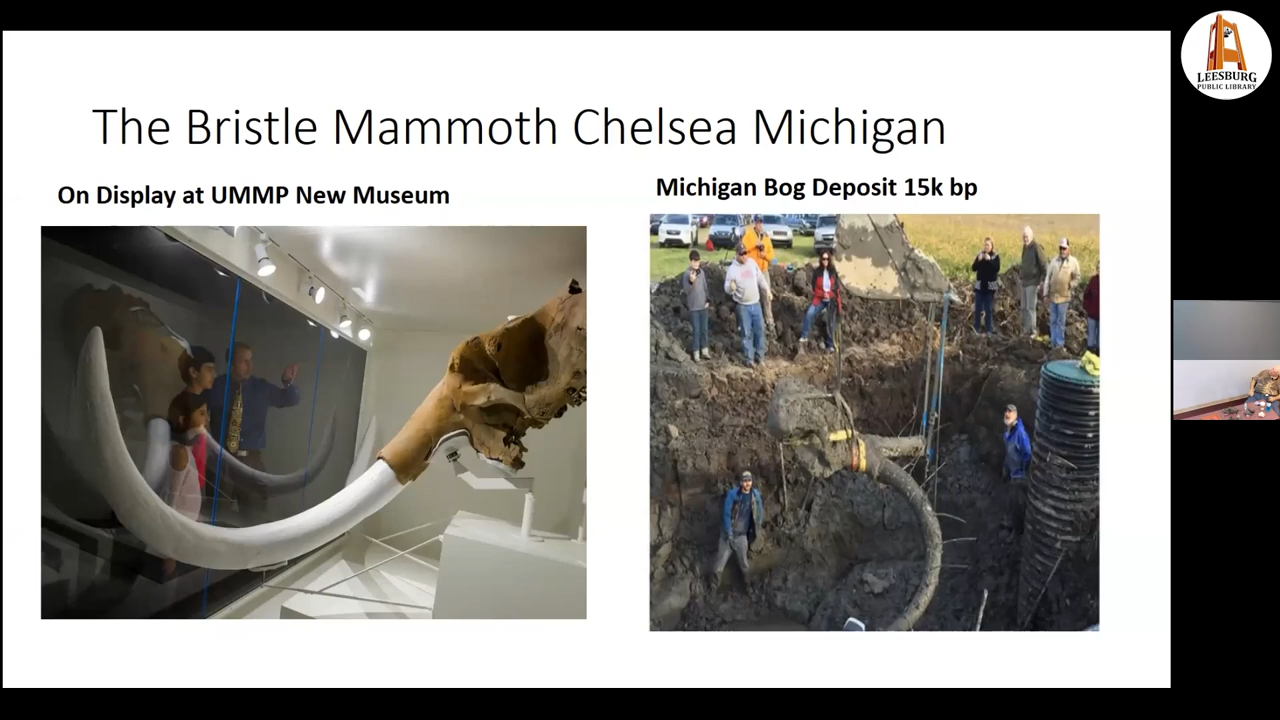 The Bristle Mammoth Chelsea Michigan
On Display at UMMP New Museum
Michigan Bog Deposit 15k bp
LEESBURG
PUBLIC LIBRARY